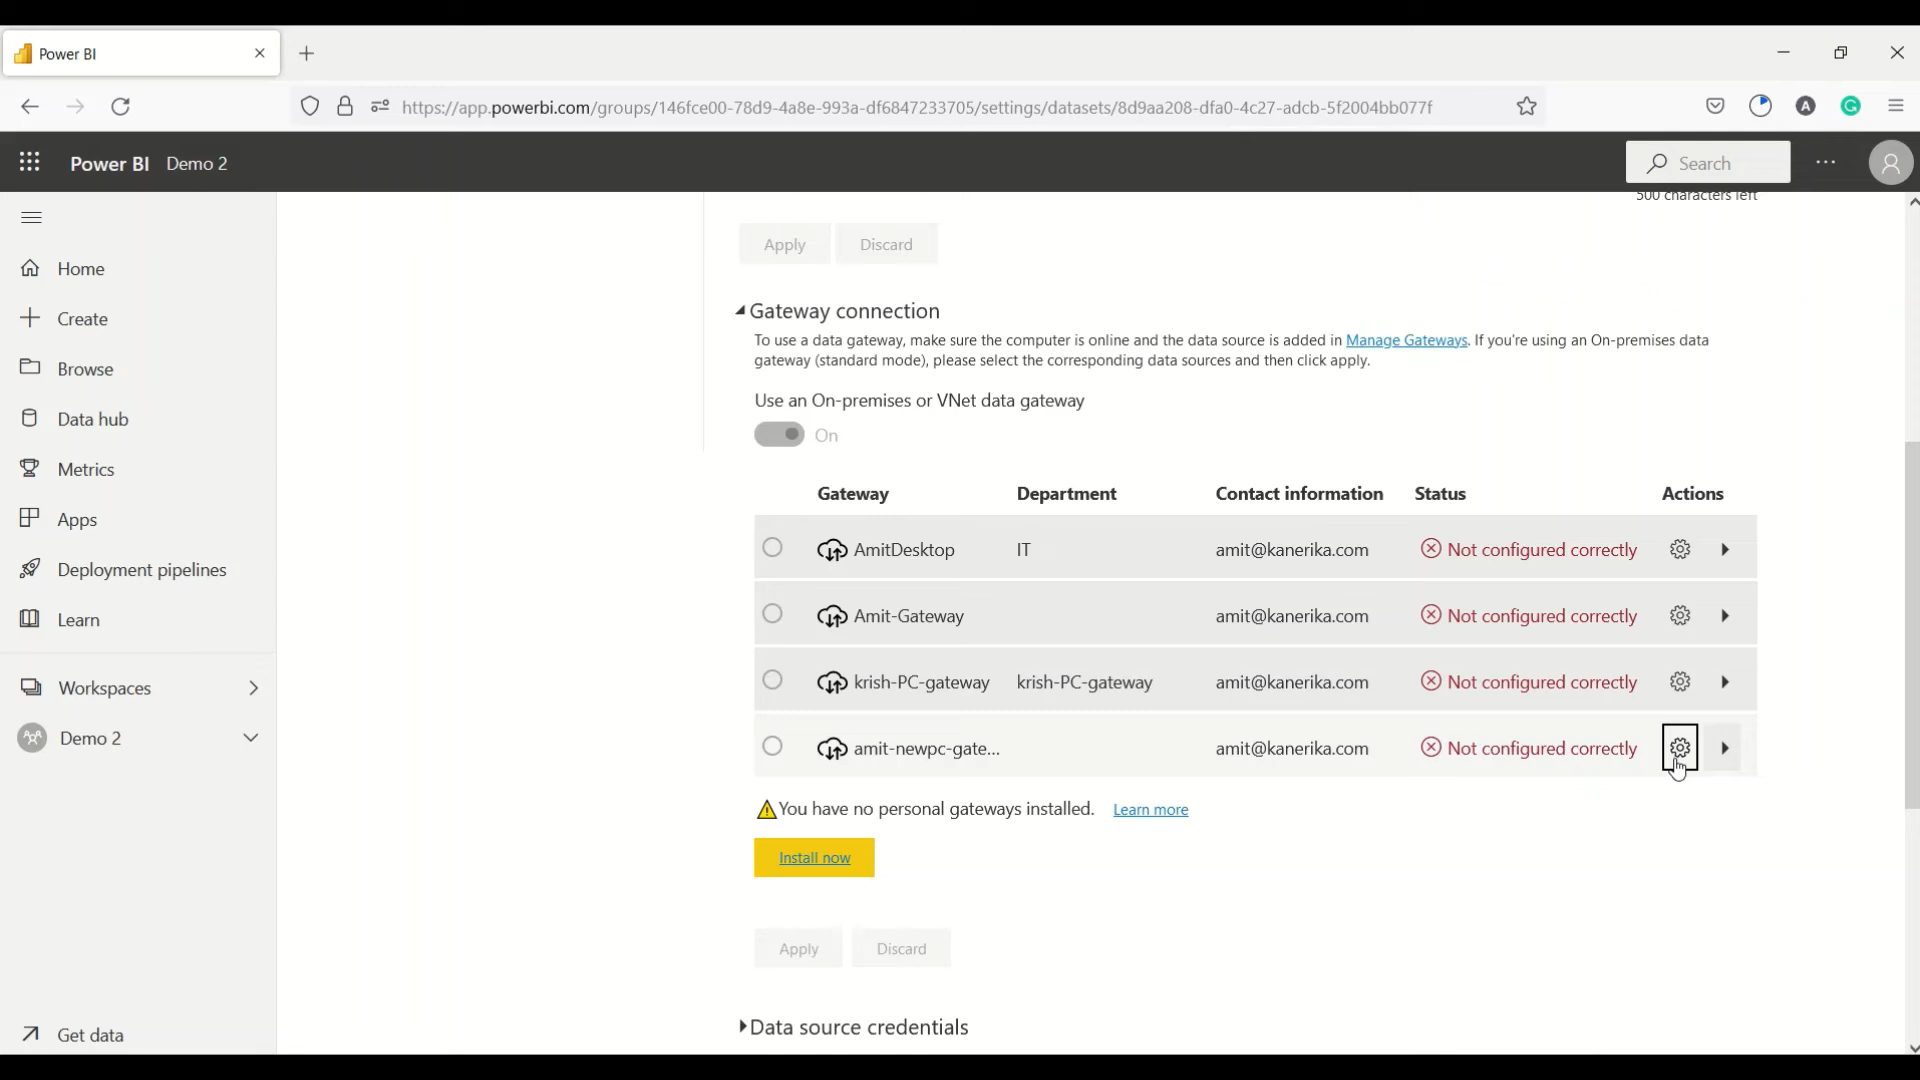 Power BI
https://app.powerbi.com/groups/146fce00-78d9-4a8e-993a-df6847233705/settings/datasets/8d9aa208-dfa0-4c27-adcb-5f2004bb077f
A
G
Power BI Demo 2
Search
500 characters left
Home
Create
Browse
Data hub
Metrics
Apps
Deployment pipelines
Learn
Workspaces
Demo 2
Get data
Apply Discard
Gateway connection
To use a data gateway, make sure the computer is online and the data source is added in Manage Gateways. If you're using an On-premises data
gateway (standard mode), please select the corresponding data sources and then click apply.
Use an On-premises or VNet data gateway
On
Gateway Department Contact information Status Actions
AmitDesktop IT amit@kanerika.com Not configured correctly
Amit-Gateway amit@kanerika.com Not configured correctly
krish-PC-gateway krish-PC-gateway amit@kanerika.com Not configured correctly
amit-newpc-gate... amit@kanerika.com Not configured correctly
You have no personal gateways installed. Learn more
Install now
Apply Discard
Data source credentials